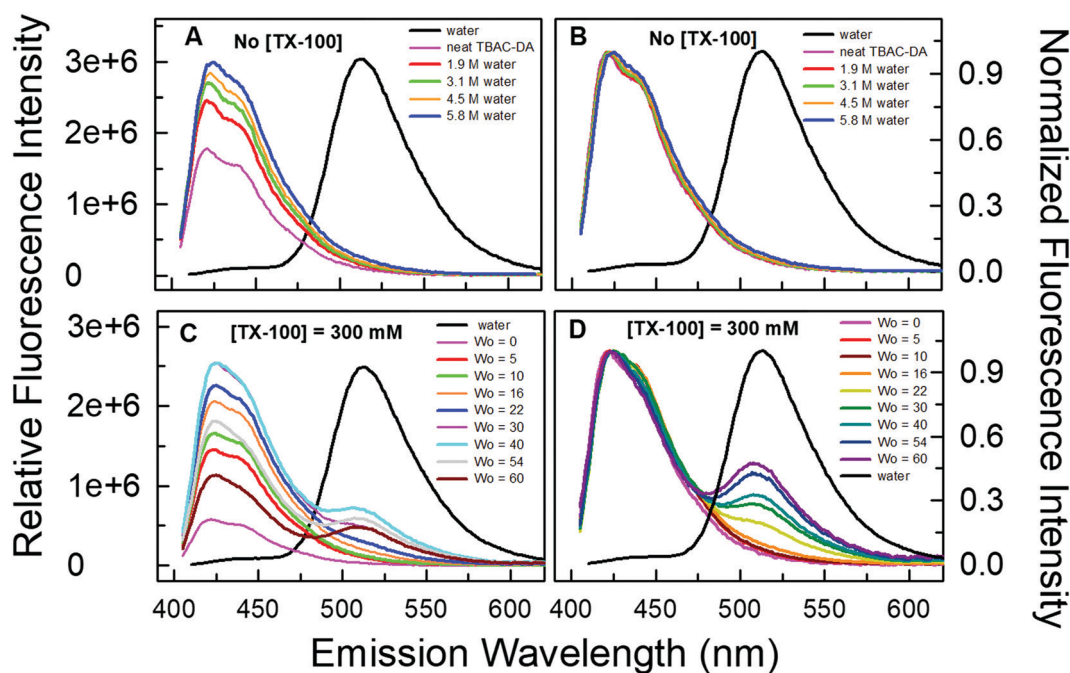 Relative Fluorescence Intensity
A
No [TX-100]
water
neat TBAC-DA
1.9 M water
3.1 M water
4.5 M water
5.8 M water
3e+6
2e+6
1e+6
0
B
No [TX-100]
water
neat TBAC-DA
1.9 M water
3.1 M water
4.5 M water
5.8 M water
0.9
0.6
0.3
0.0
C
[TX-100] = 300 mM
water
Wo = 0
Wo = 5
Wo = 10
Wo = 16
Wo = 22
Wo = 30
Wo = 40
Wo = 54
Wo = 60
3e+6
2e+6
1e+6
0
400 450 500 550 600
D
[TX-100] = 300 mM
Wo = 0
Wo = 5
Wo = 10
Wo = 16
Wo = 22
Wo = 30
Wo = 40
Wo = 54
Wo = 60
water
0.9
0.6
0.3
0.0
400 450 500 550 600
Normalized Fluorescence Intensity
Emission Wavelength (nm)